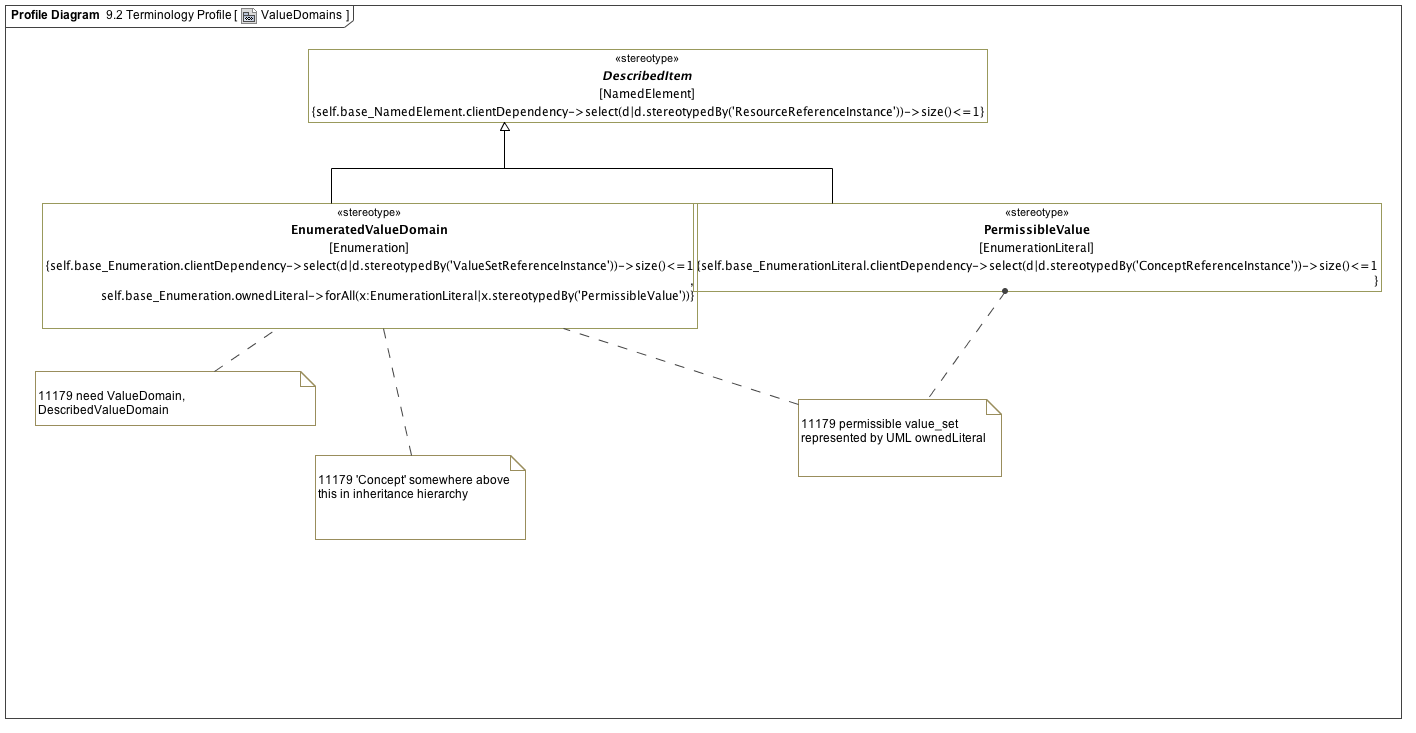 Profile Diagram 9.2 Terminology Profile [ ValueDomains ]
«stereotype»
DescribedItem
[NamedElement]
{self.base_NamedElement.clientDependency->select(d|d.stereotypedBy('ResourceReferenceInstance'))->size()<=1}
«stereotype»
EnumeratedValueDomain
[Enumeration]
{self.base_Enumeration.clientDependency->select(d|d.stereotypedBy('ValueSetReferenceInstance'))->size()<=1
,
self.base_Enumeration.ownedLiteral->forAll(x:EnumerationLiteral|x.stereotypedBy('PermissibleValue'))}
«stereotype»
PermissibleValue
[EnumerationLiteral]
{self.base_EnumerationLiteral.clientDependency->select(d|d.stereotypedBy('ConceptReferenceInstance'))->size()<=1
}
11179 need ValueDomain,
DescribedValueDomain
11179 permissible value_set
represented by UML ownedLiteral
11179 'Concept' somewhere above
this in inheritance hierarchy